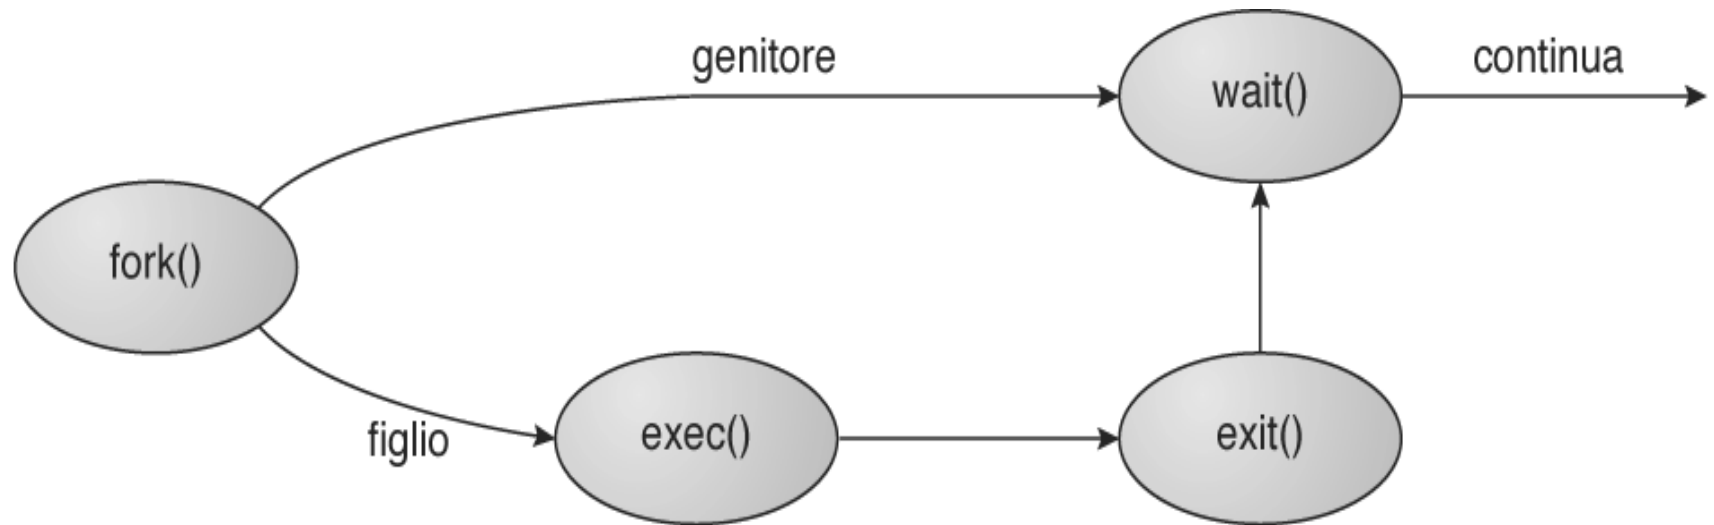 genitore
wait()
continua
fork()
figlio
exec()
exit()